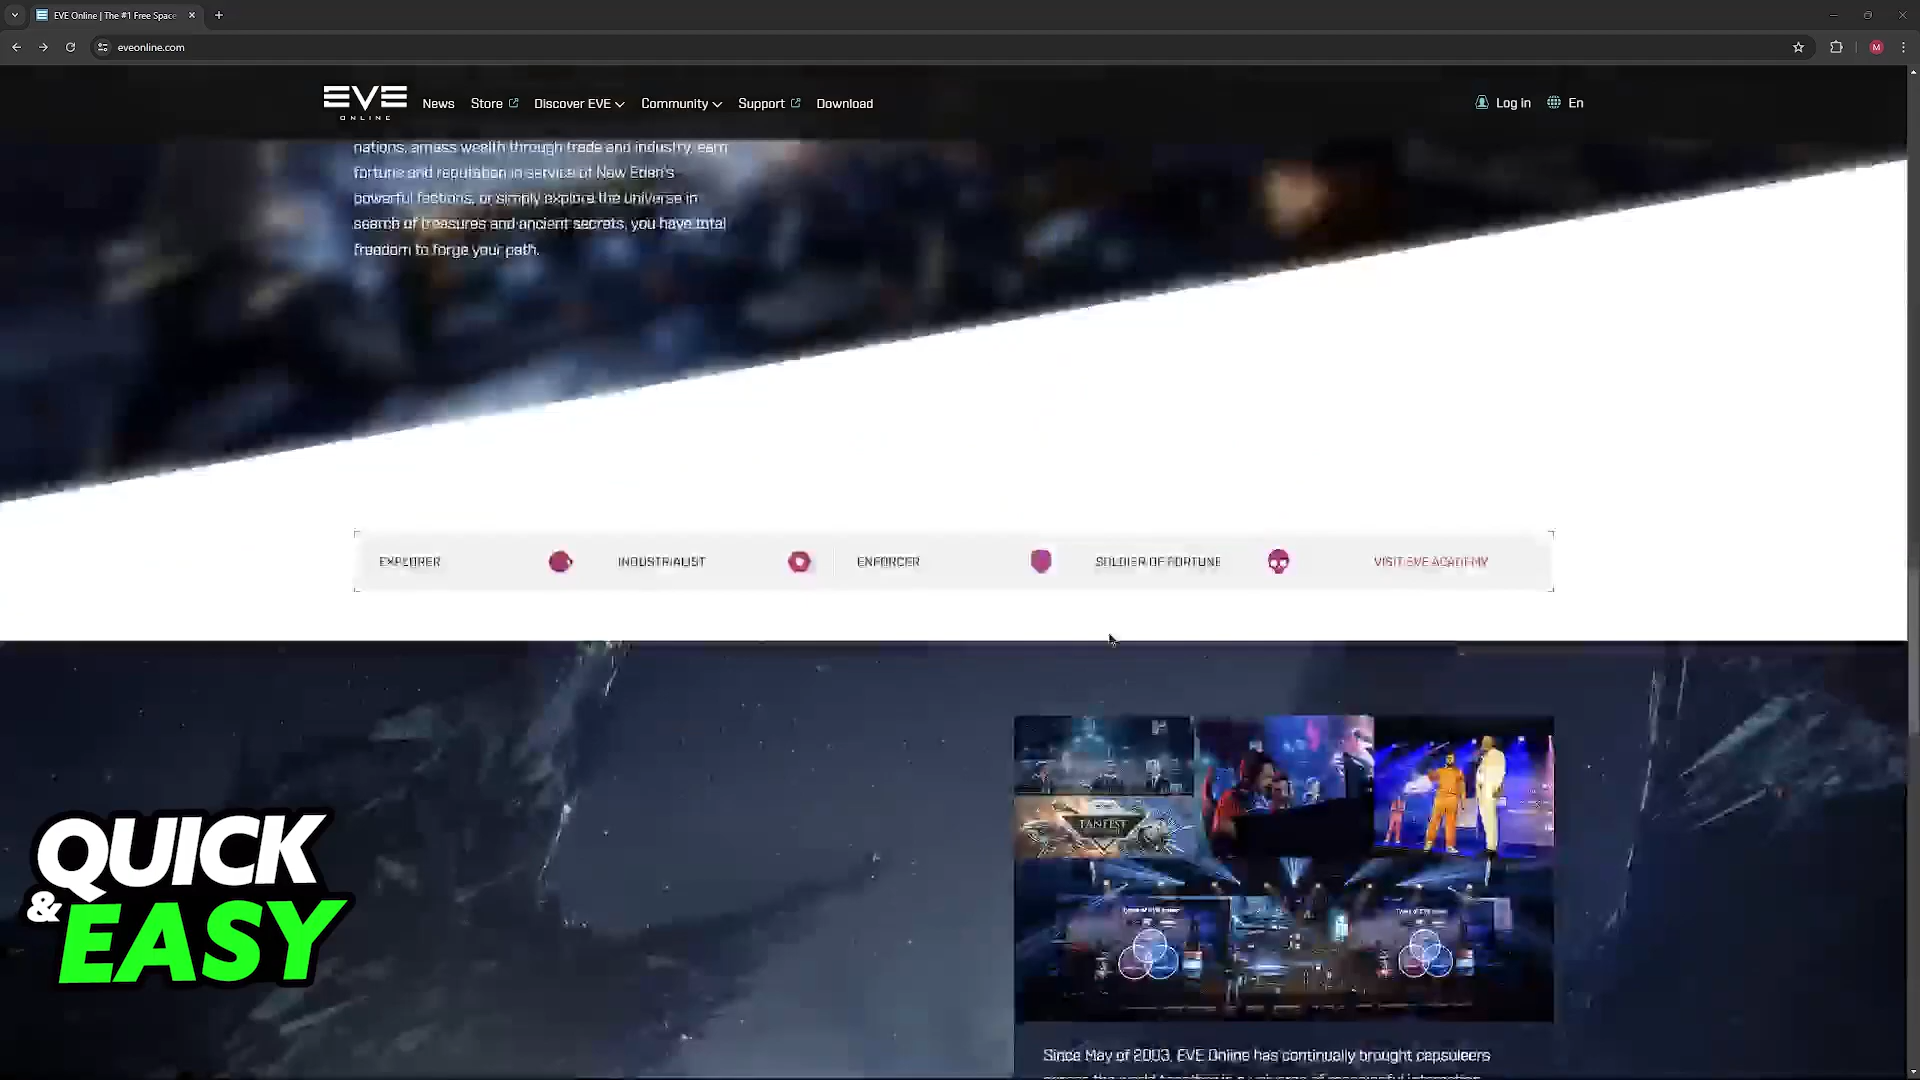 EVE Online | The #1 Free Space
eveonline.com
M
EVE
ONLINE
News
Store
Discover EVE
Community
Support
Download
Log in
En
nations, amass wealth through trade and industry, earn
fortune and reputation in service of New Eden's
powerful factions, or simply explore the universe in
search of treasures and ancient secrets, you have total
freedom to forge your path.
EXPLORER
INDUSTRIALIST
ENFORCER
SOLDIER OF FORTUNE
VISIT EVE ACADEMY
FANFEST
QUICK
&
EASY
Since May of 2003, EVE Online has continually brought capsuleers